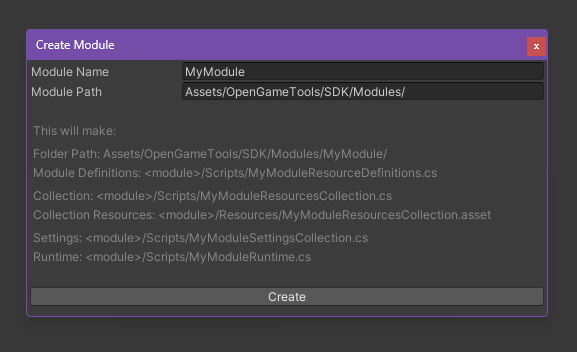 Create Module
x
Module Name MyModule
Module Path Assets/OpenGameTools/SDK/Modules/
This will make:
Folder Path: Assets/OpenGameTools/SDK/Modules/MyModule/
Module Definitions: <module>/Scripts/MyModuleResourceDefinitions.cs
Collection: <module>/Scripts/MyModuleResourcesCollection.cs
Collection Resources: <module>/Resources/MyModuleResourcesCollection.asset
Settings: <module>/Scripts/MyModuleSettingsCollection.cs
Runtime: <module>/Scripts/MyModuleRuntime.cs
Create